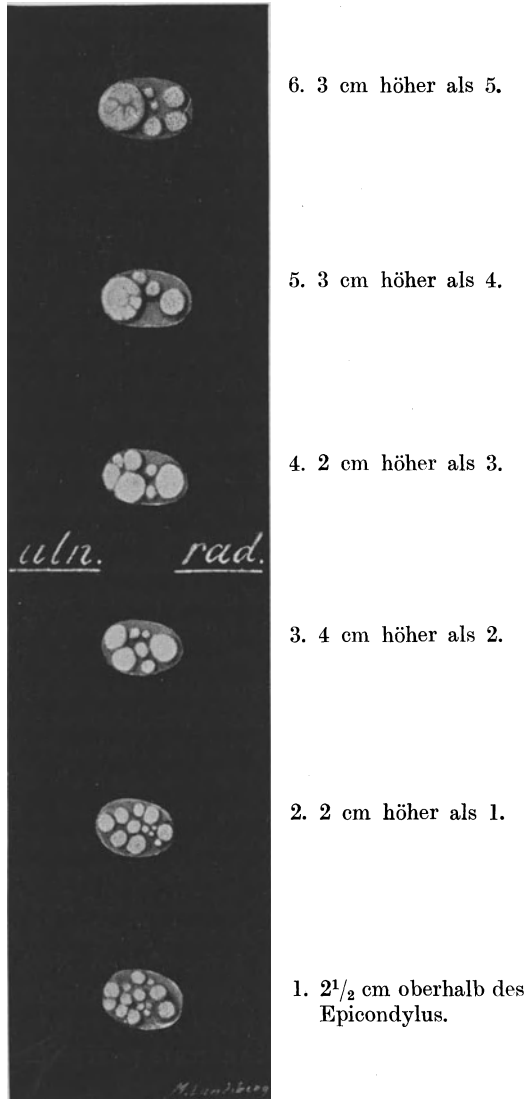 6. 3 cm höher als 5.
5. 3 cm höher als 4.
4. 2 cm höher als 3.
uln. rad.
3. 4 cm höher als 2.
2. 2 cm höher als 1.
1. 2¹/₂ cm oberhalb des
Epicondylus.